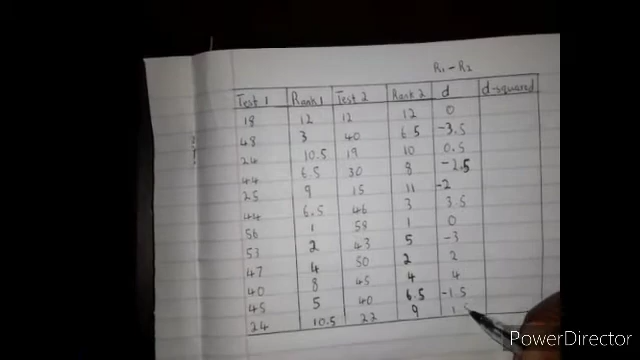 R1 - R2
Test 1 Rank 1 Test 2 Rank 2 d d-squared
18 12 12 12 0
48 3 40 6.5 -3.5
24 10.5 19 10 0.5
44 6.5 30 8 -1.5
25 9 15 11 -2
44 6.5 46 3 3.5
56 1 58 1 0
53 2 43 5 -3
47 4 50 2 2
40 8 45 4 4
45 5 40 6.5 -1.5
24 10.5 22 9 1.5
PowerDirector